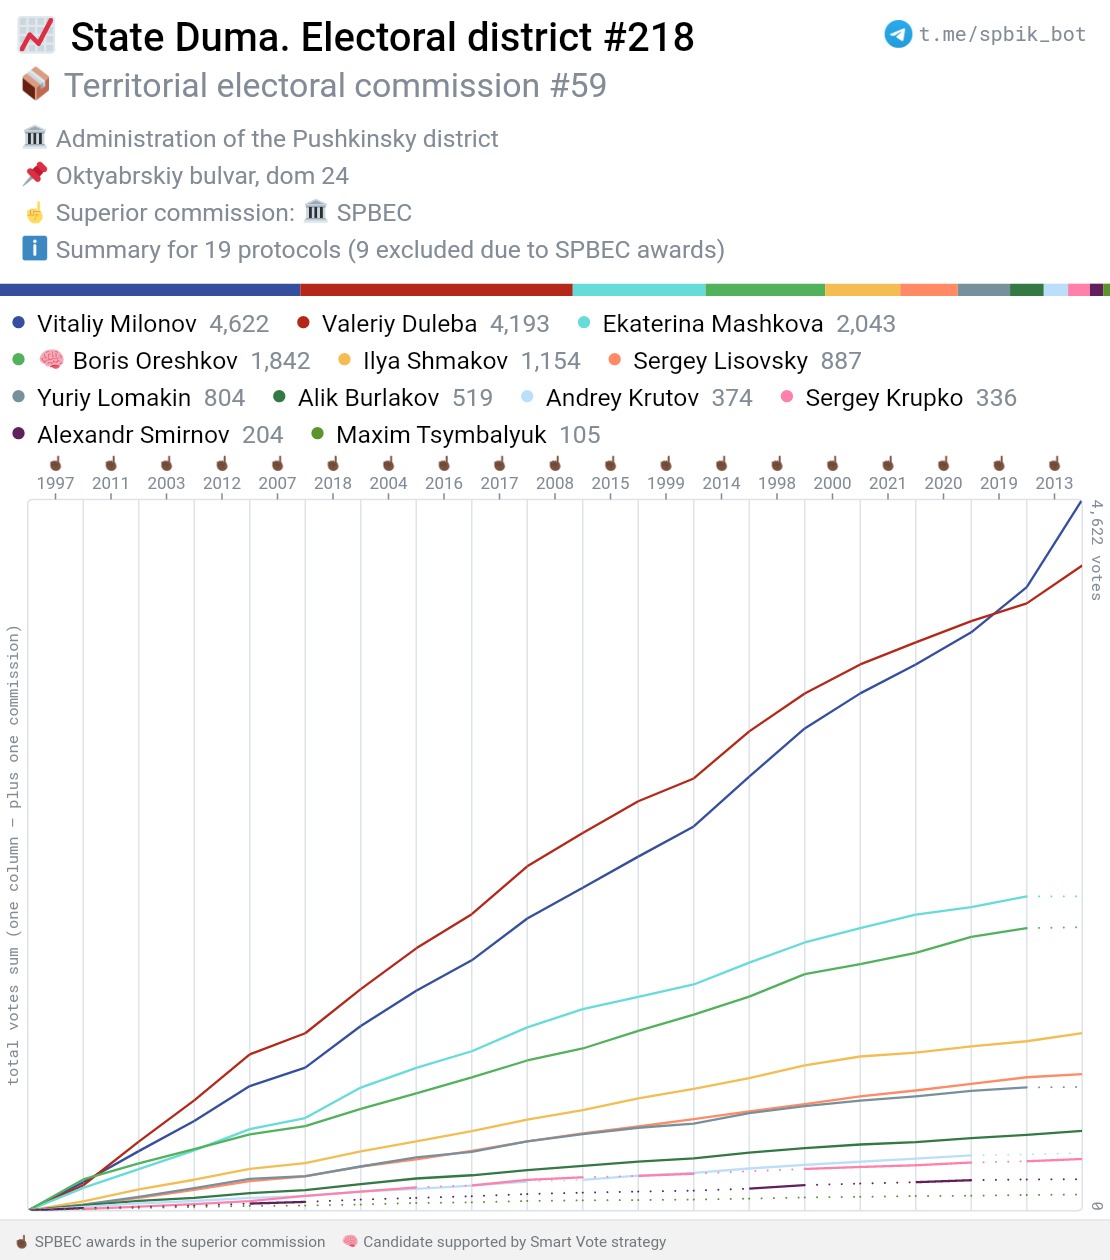 State Duma. Electoral district #218
t.me/spbik_bot
Territorial electoral commission #59
Administration of the Pushkinsky district
Oktyabrskiy bulvar, dom 24
Superior commission: SPBEC
Summary for 19 protocols (9 excluded due to SPBEC awards)
Vitaliy Milonov 4,622 Valeriy Duleba 4,193 Ekaterina Mashkova 2,043
Boris Oreshkov 1,842 Ilya Shmakov 1,154 Sergey Lisovsky 887
Yuriy Lomakin 804 Alik Burlakov 519 Andrey Krutov 374 Sergey Krupko 336
Alexandr Smirnov 204 Maxim Tsymbalyuk 105
1997 2011 2003 2012 2007 2018 2004 2016 2017 2008 2015 1999 2014 1998 2000 2021 2020 2019 2013
4,622 votes
total votes sum (one column — plus one commission)
0
SPBEC awards in the superior commission Candidate supported by Smart Vote strategy